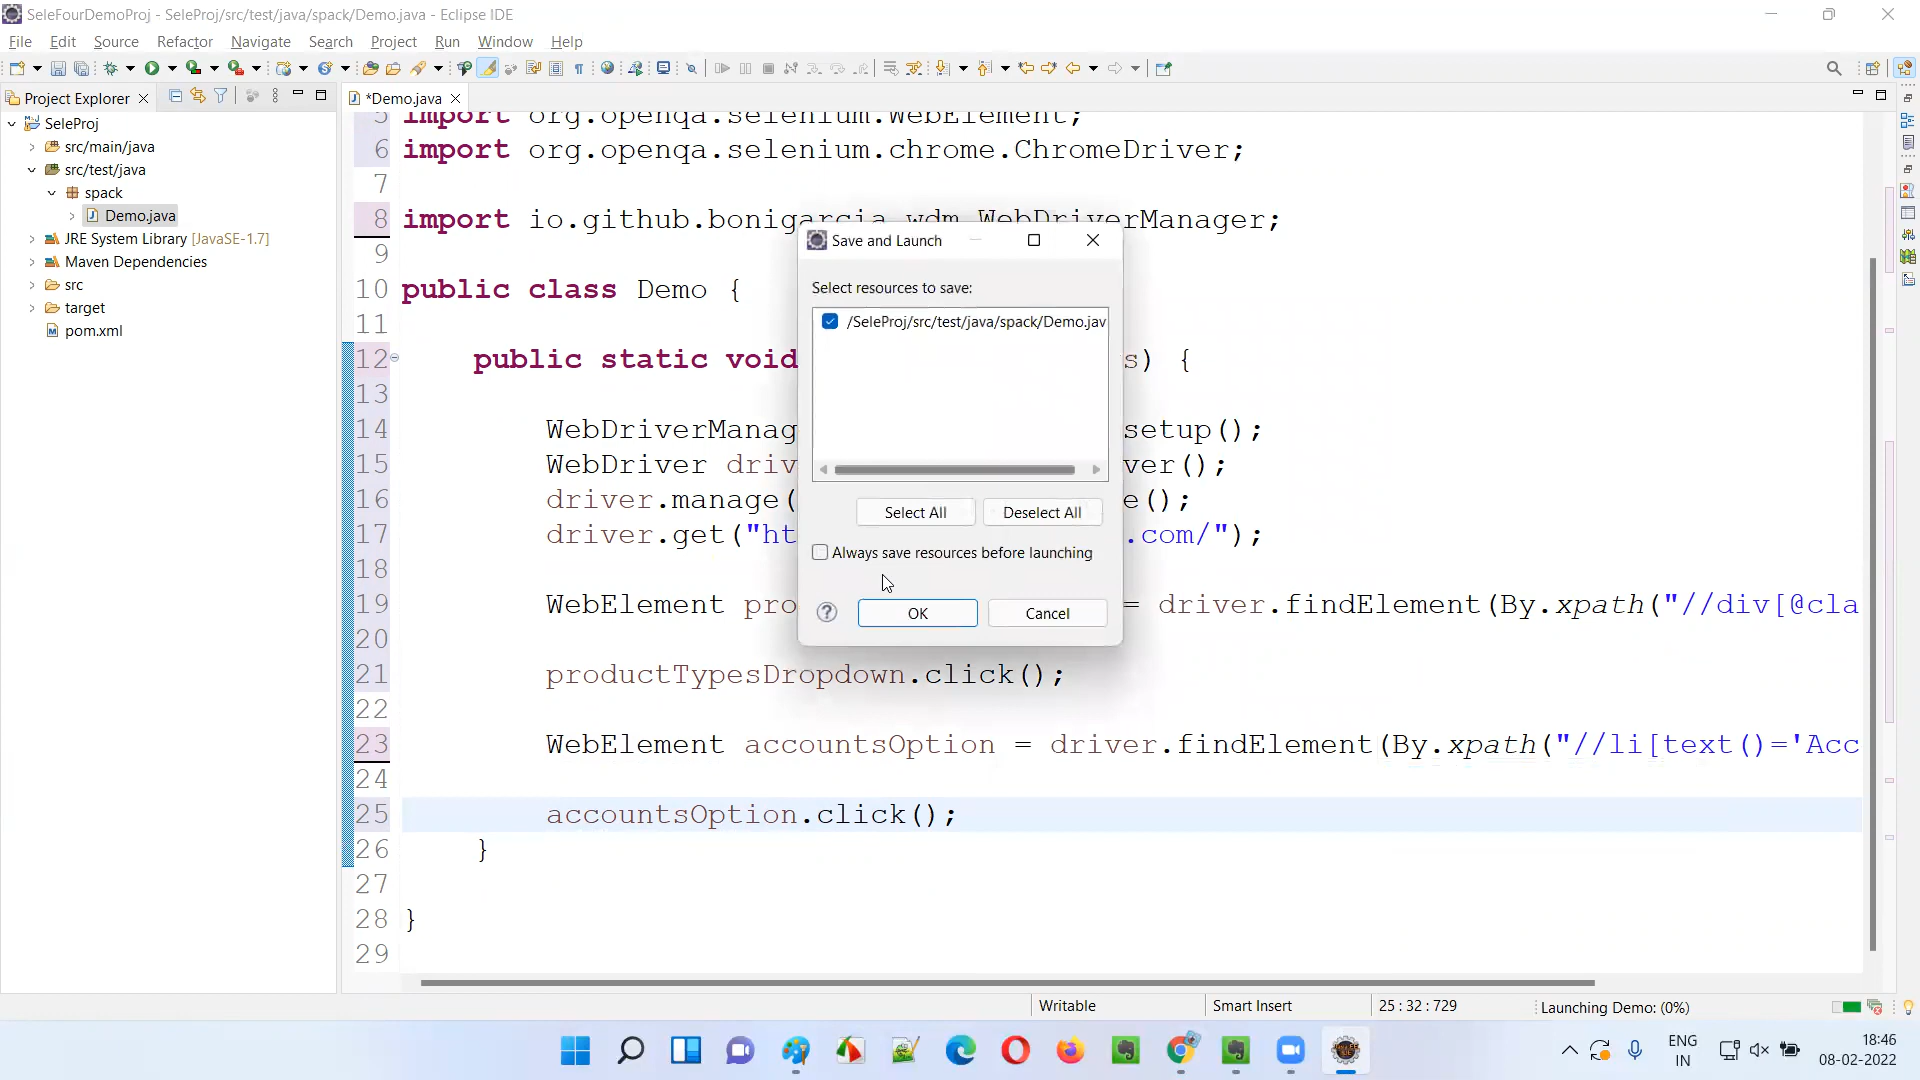 SeleFourDemoProj - SeleProj/src/test/java/spack/Demo.java - Eclipse IDE
File Edit Source Refactor Navigate Search Project Run Window Help
Project Explorer
*Demo.java
SeleProj
src/main/java
src/test/java
spack
Demo.java
JRE System Library [JavaSE-1.7]
Maven Dependencies
src
target
pom.xml
5 import org.openqa.selenium.WebElement;
6 import org.openqa.selenium.chrome.ChromeDriver;
7
8 import io.github.bonigarcia.wdm.WebDriverManager;
9
10 public class Demo {
11
12 public static void s) {
13
14 WebDriverManag setup();
15 WebDriver driv ver();
16 driver.manage( e();
17 driver.get("ht .com/");
18
19 WebElement pro = driver.findElement(By.xpath("//div[@cla
20
21 productTypesDropdown.click();
22
23 WebElement accountsOption = driver.findElement(By.xpath("//li[text()='Acc
24
25 accountsOption.click();
26 }
27
28 }
29
Save and Launch
Select resources to save:
/SeleProj/src/test/java/spack/Demo.jav
Select All Deselect All
Always save resources before launching
OK Cancel
Writable Smart Insert 25 : 32 : 729 Launching Demo: (0%)
ENG
IN
18:46
08-02-2022